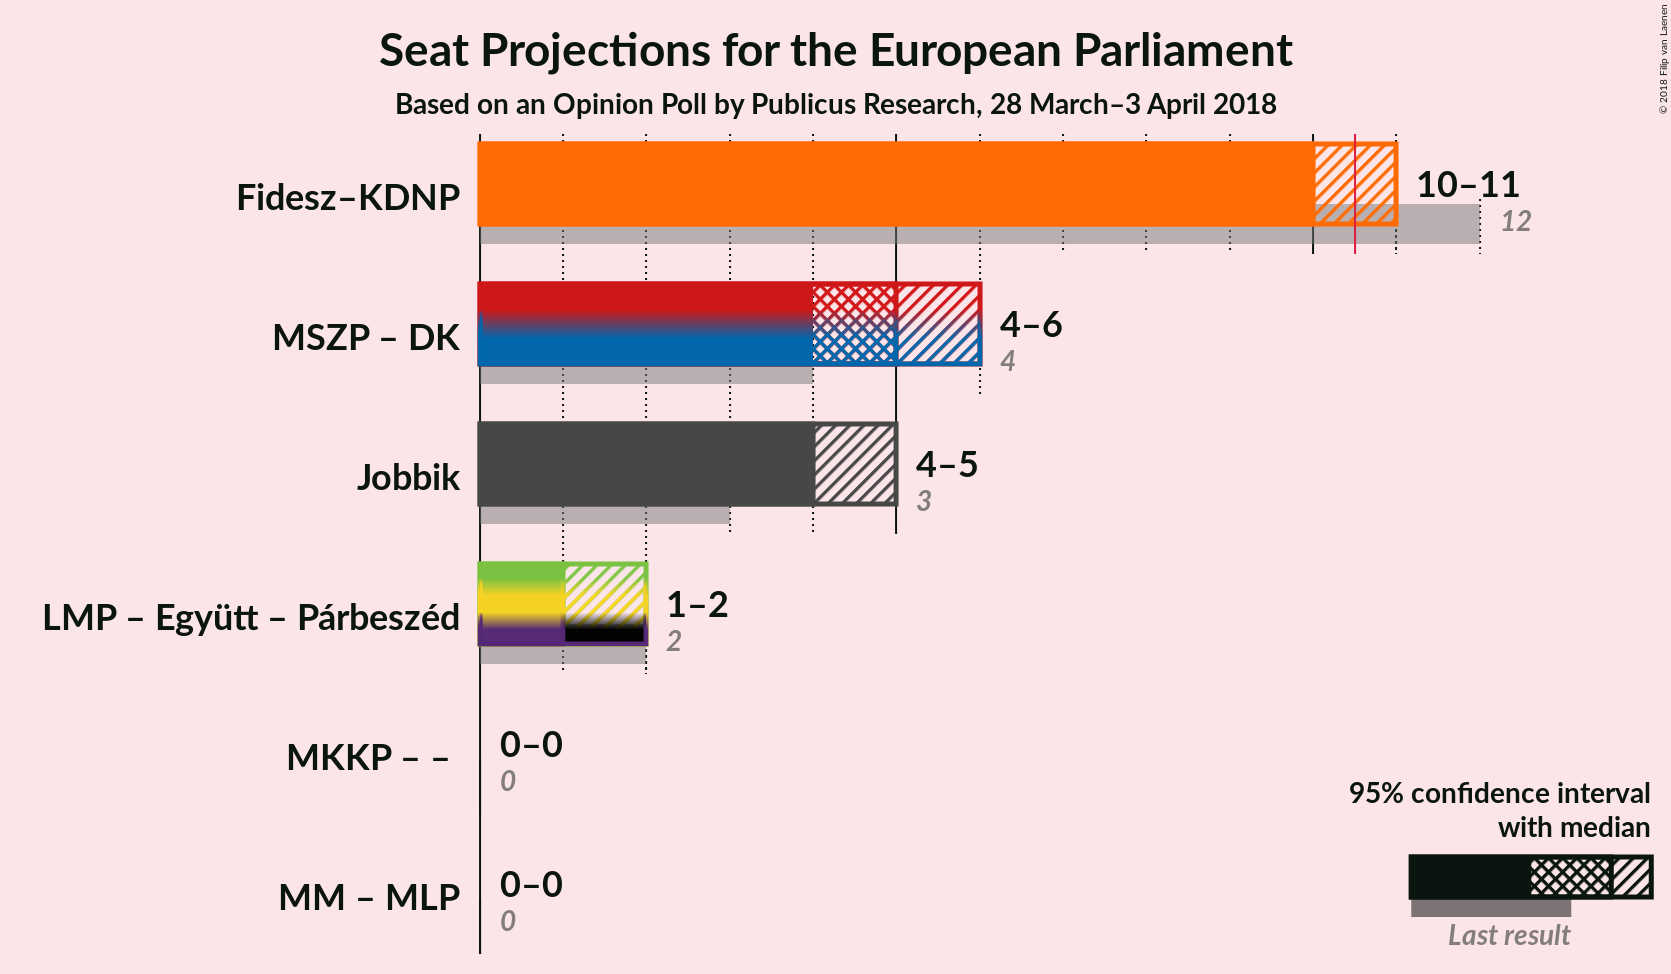 Seat Projections for the European Parliament
Based on an Opinion Poll by Publicus Research, 28 March–3 April 2018
© 2018 Filip van Laenen
Fidesz–KDNP
10–11
12
MSZP – DK
4–6
4
Jobbik
4–5
3
LMP – Együtt – Párbeszéd
1–2
2
MKKP – –
0–0
0
MM – MLP
0–0
0
95% confidence interval
with median
Last result